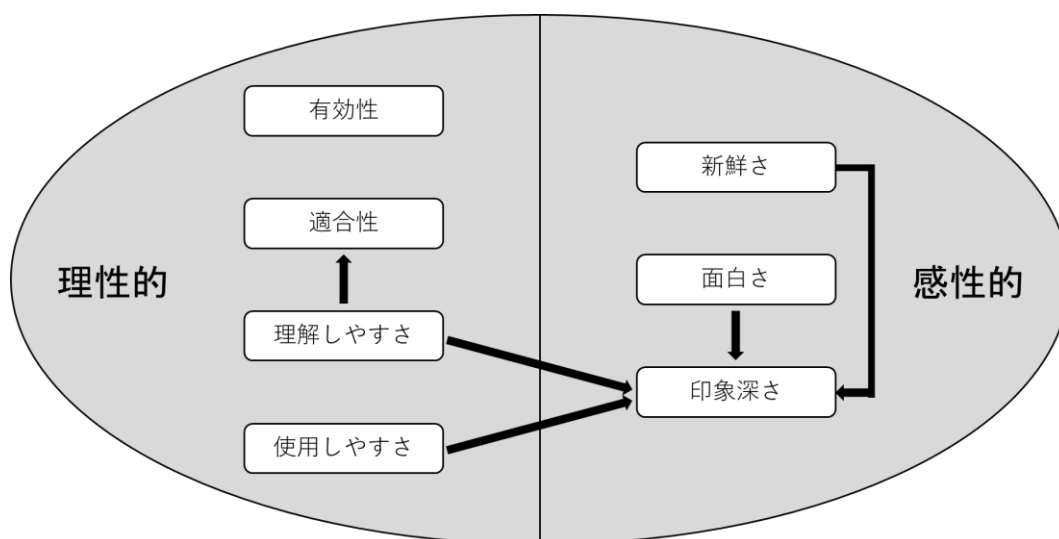 有効性
適合性
理性的
理解しやすさ
使用しやすさ
新鮮さ
面白さ
感性的
印象深さ